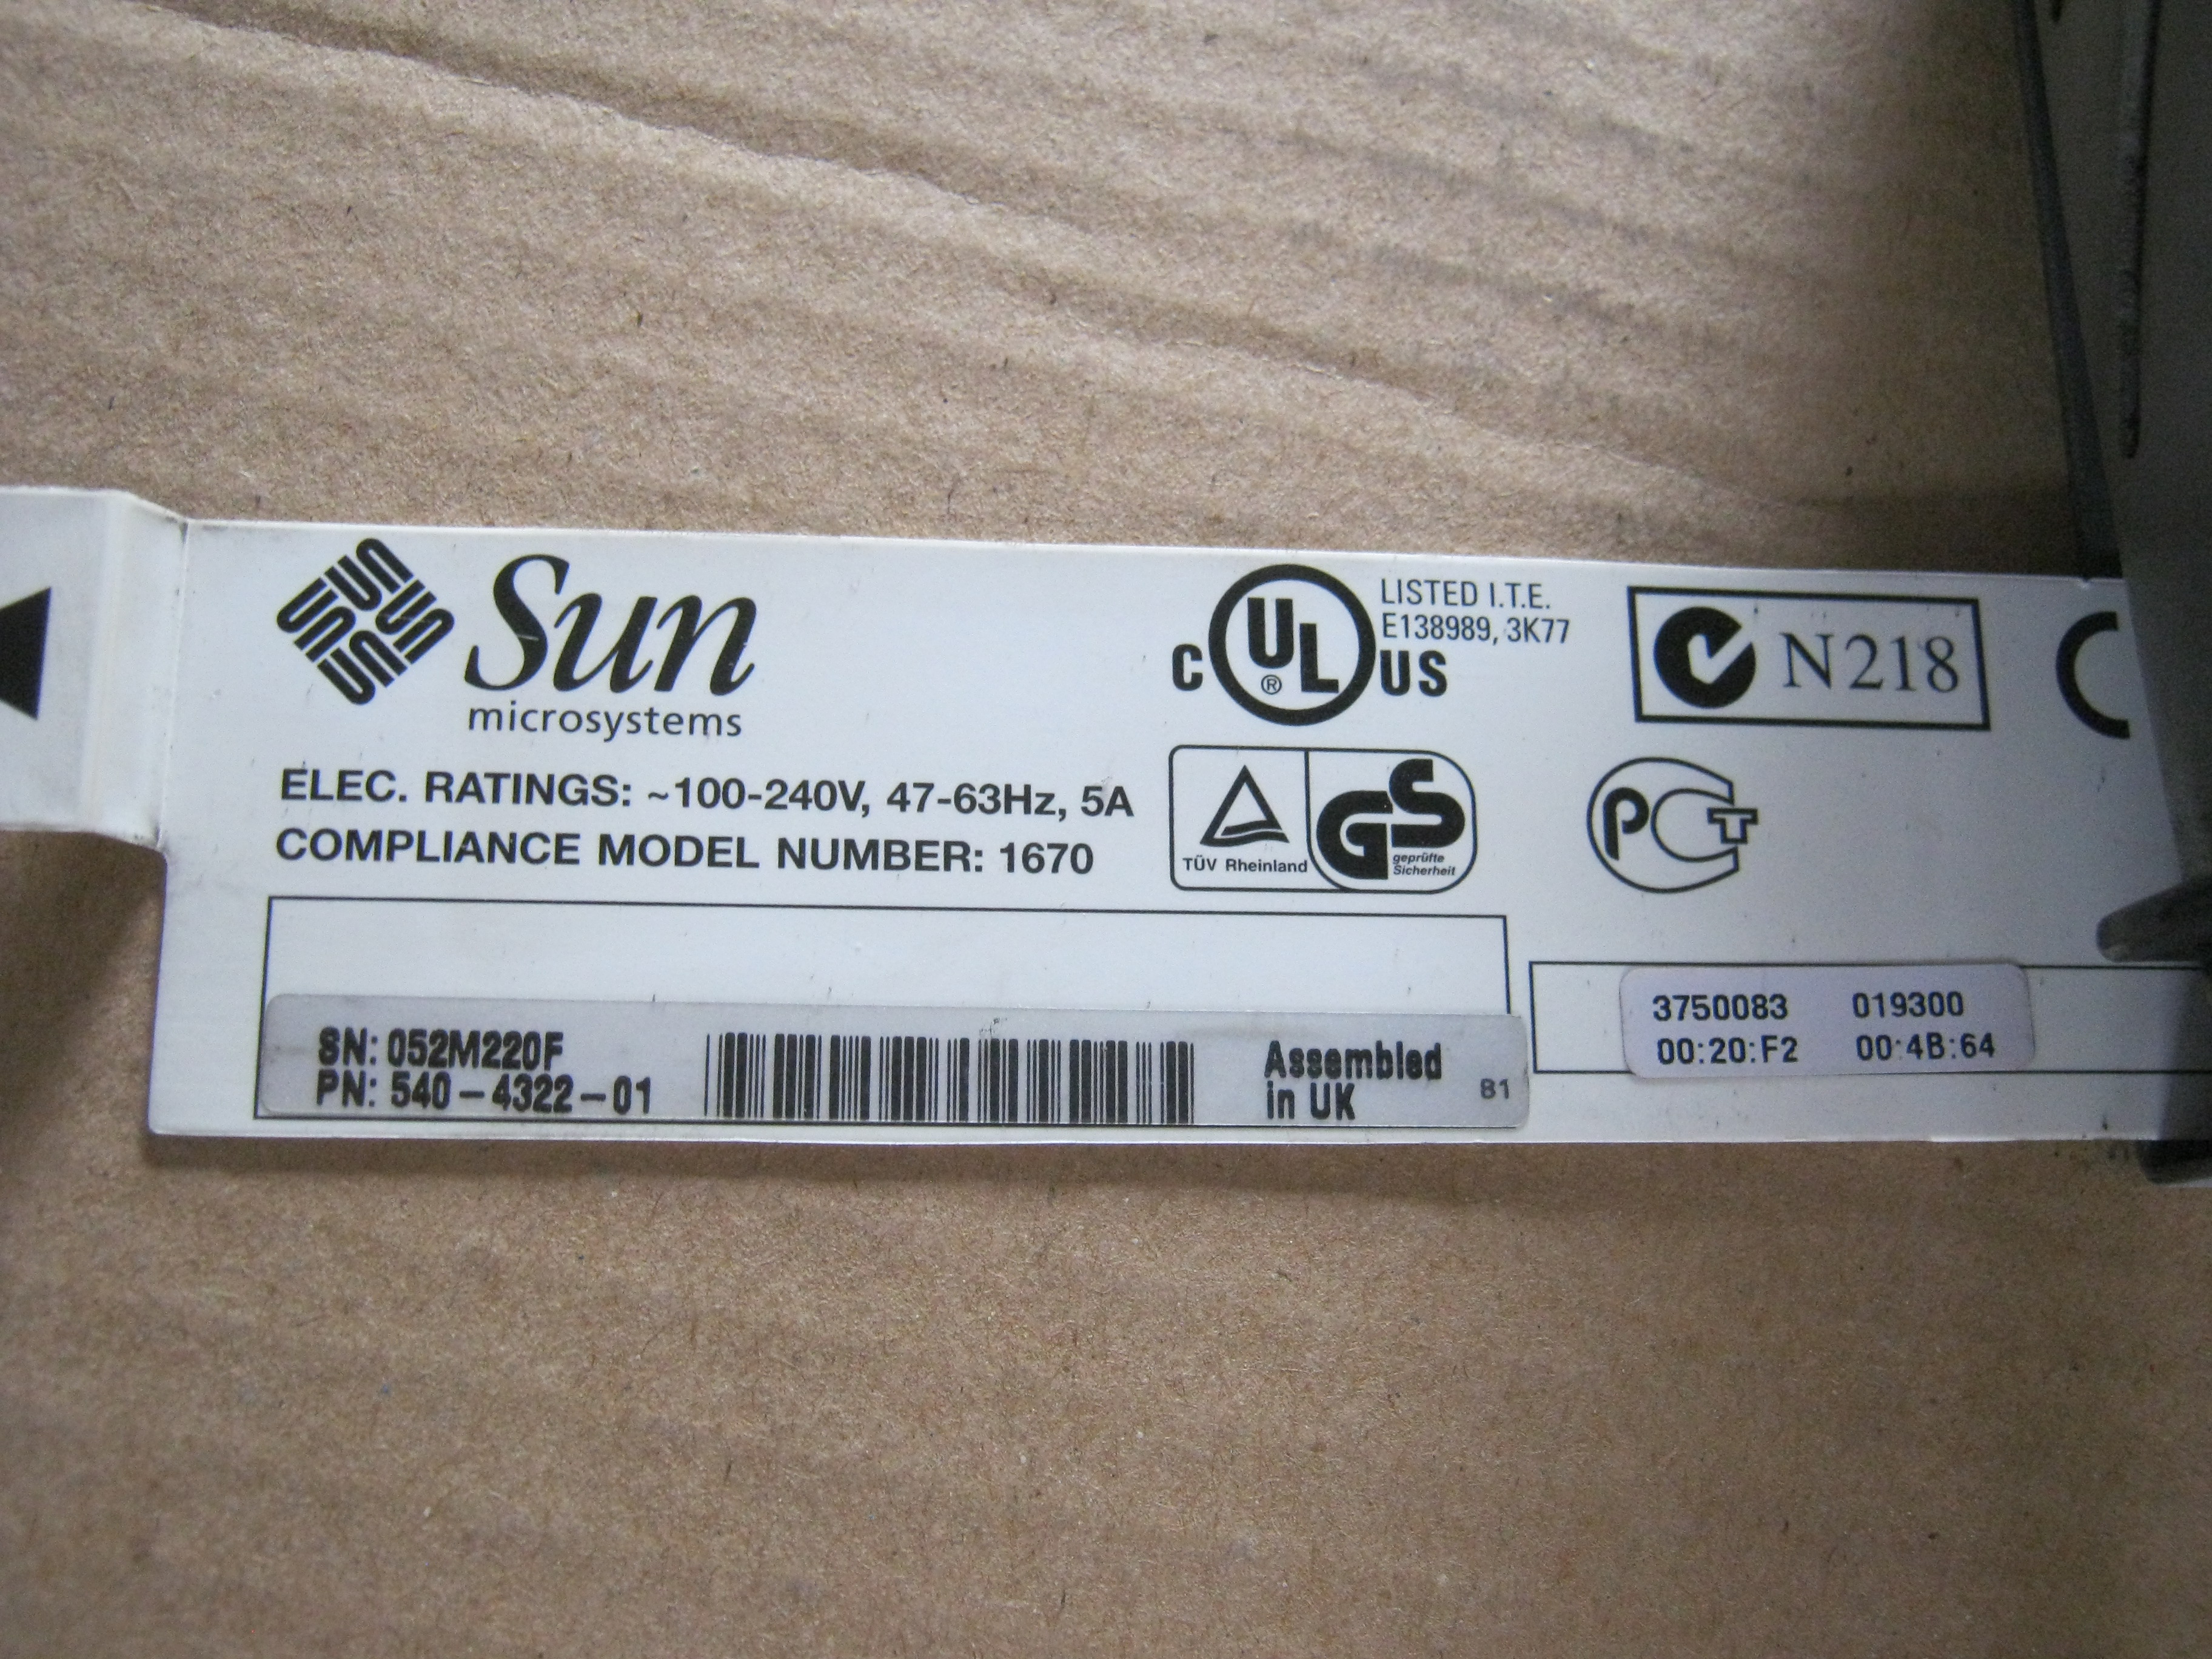 Sun
microsystems
ELEC. RATINGS: ~100-240V, 47-63Hz, 5A
COMPLIANCE MODEL NUMBER: 1670
SN: 052M220F
PN: 540-4322-01
Assembled
in UK
B1
C UL ® US
LISTED I.T.E.
E138989, 3K77
N218
TÜV Rheinland
GS
geprüfte
Sicherheit
PCT
3750083 019300
00:20:F2 00:4B:64